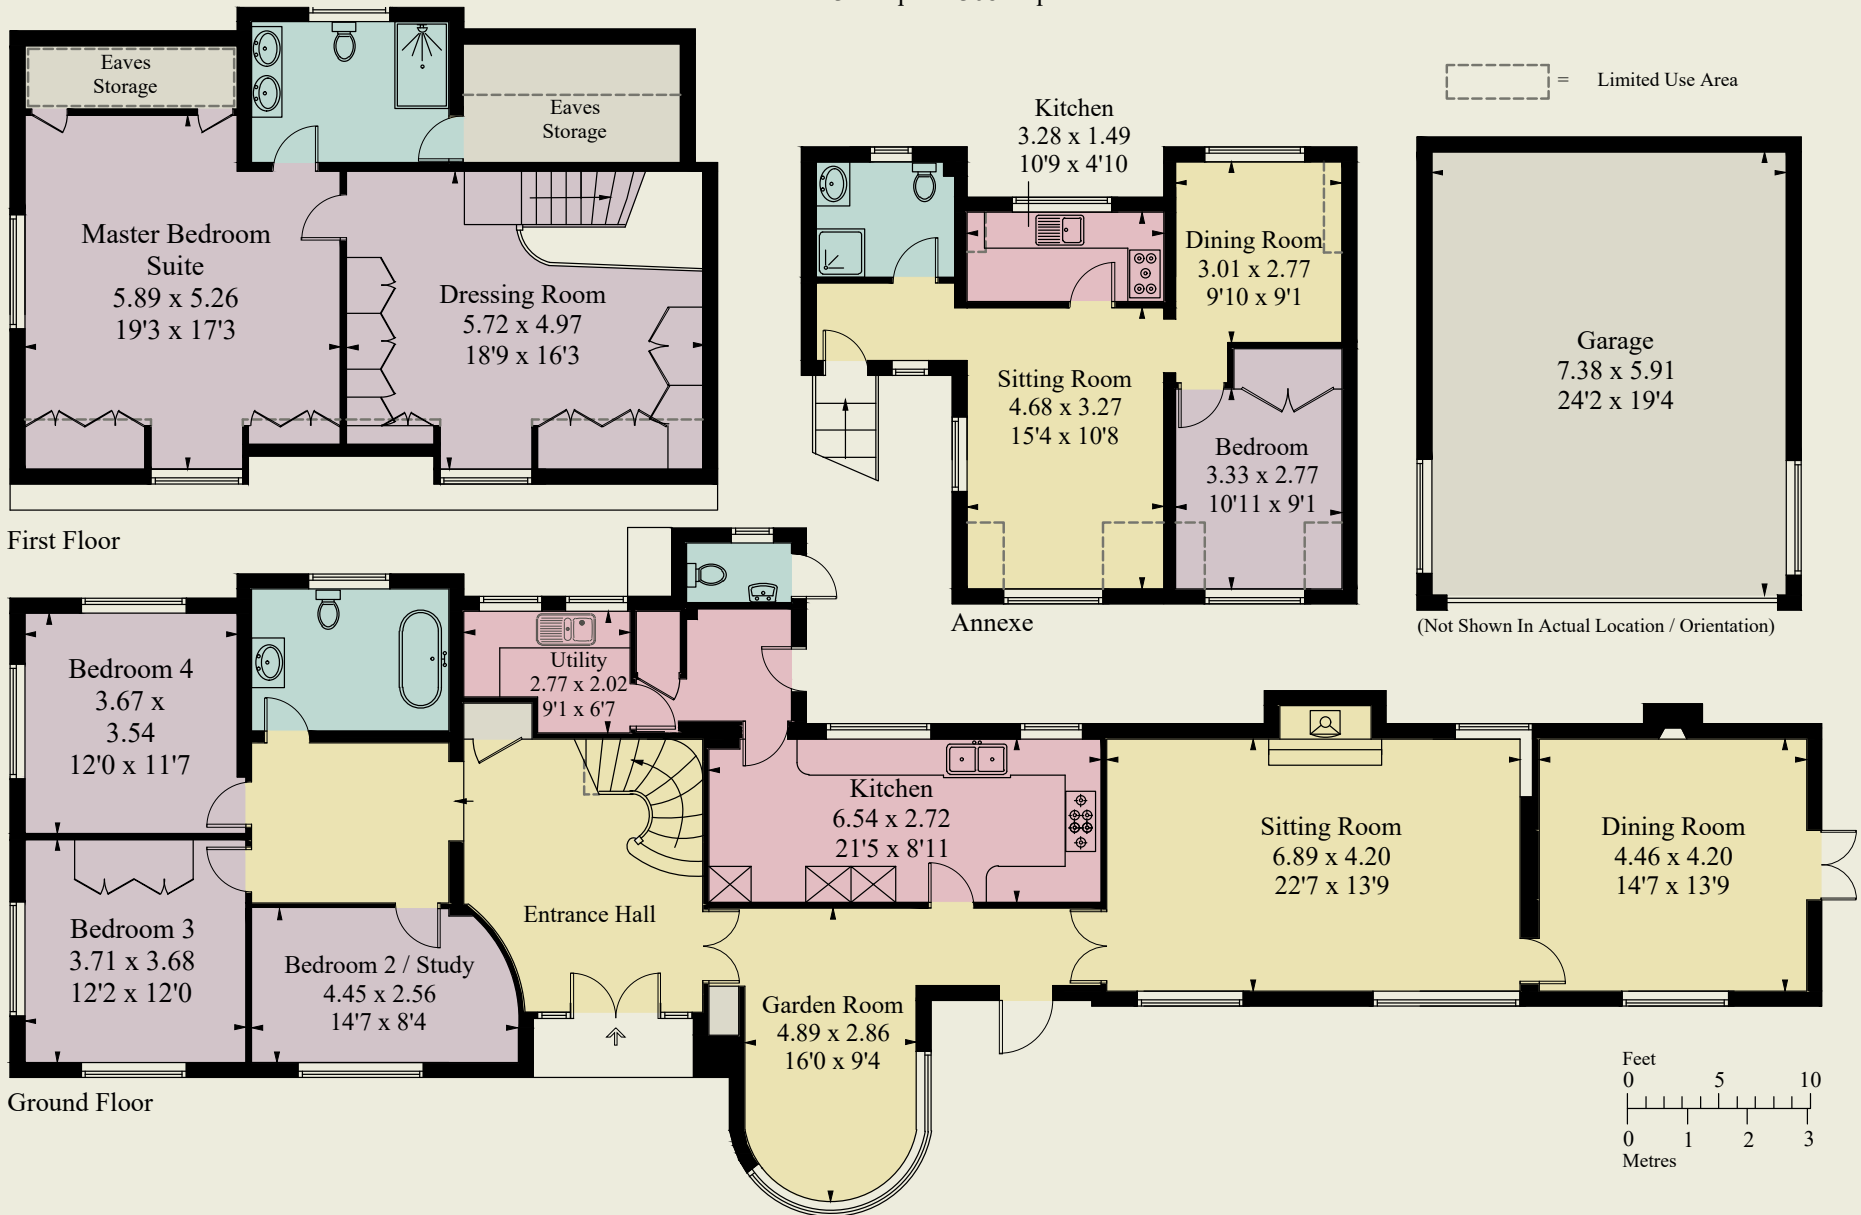 Eaves
Storage
Eaves
Storage
Master Bedroom
Suite
5.89 x 5.26
19'3 x 17'3
Dressing Room
5.72 x 4.97
18'9 x 16'3
First Floor
Kitchen
3.28 x 1.49
10'9 x 4'10
Dining Room
3.01 x 2.77
9'10 x 9'1
Sitting Room
4.68 x 3.27
15'4 x 10'8
Bedroom
3.33 x 2.77
10'11 x 9'1
Annexe
= Limited Use Area
Garage
7.38 x 5.91
24'2 x 19'4
(Not Shown In Actual Location / Orientation)
Bedroom 4
3.67 x
3.54
12'0 x 11'7
Utility
2.77 x 2.02
9'1 x 6'7
Kitchen
6.54 x 2.72
21'5 x 8'11
Sitting Room
6.89 x 4.20
22'7 x 13'9
Dining Room
4.46 x 4.20
14'7 x 13'9
Bedroom 3
3.71 x 3.68
12'2 x 12'0
Bedroom 2 / Study
4.45 x 2.56
14'7 x 8'4
Entrance Hall
Garden Room
4.89 x 2.86
16'0 x 9'4
Ground Floor
Feet
0 5 10
0 1 2 3
Metres